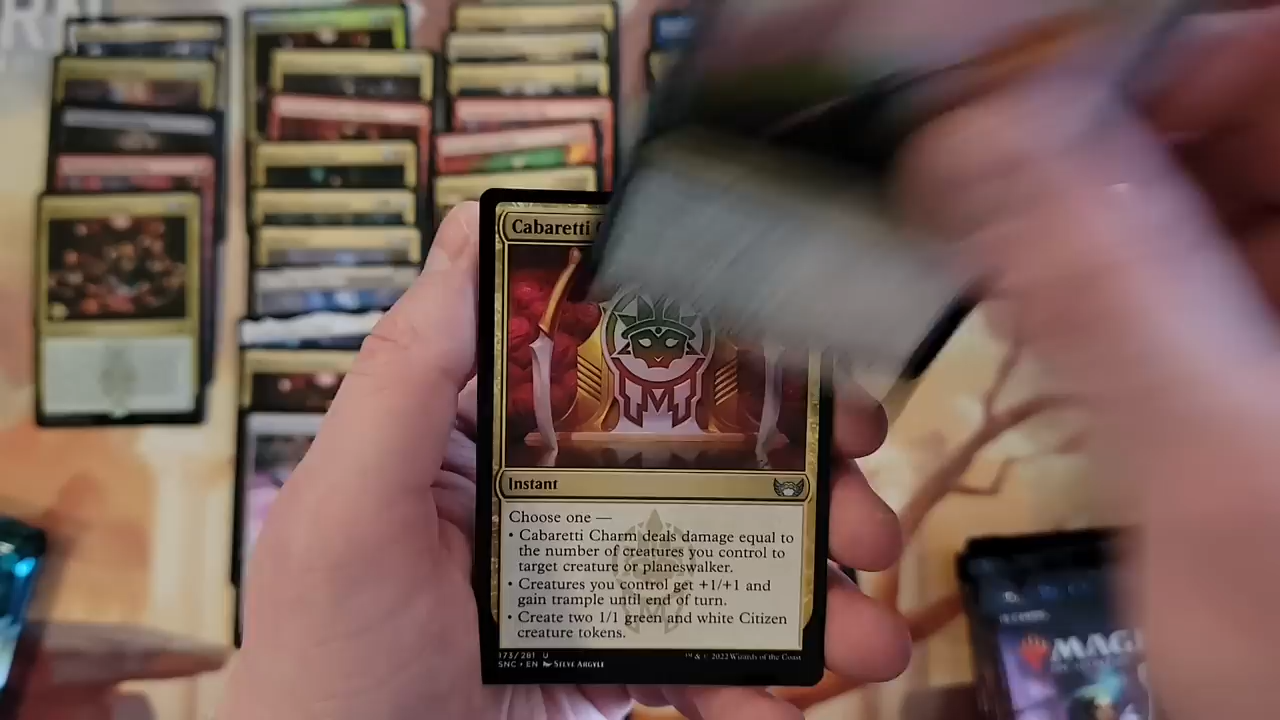 Cabaretti
Instant
Choose one —
• Cabaretti Charm deals damage equal to
the number of creatures you control to
target creature or planeswalker.
• Creatures you control get +1/+1 and
gain trample until end of turn.
• Create two 1/1 green and white Citizen
creature tokens.
173/281 U
SNC • EN STEVE ARGYLE
™ & © 2022 Wizards of the Coast
MAG